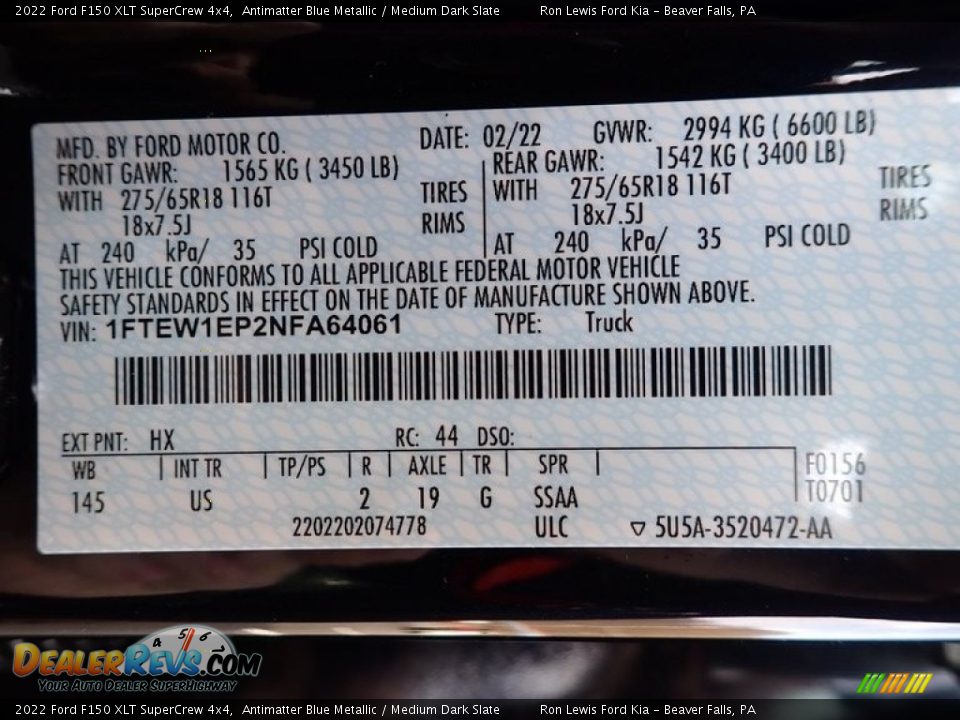 2022 Ford F150 XLT SuperCrew 4x4, Antimatter Blue Metallic / Medium Dark Slate Ron Lewis Ford Kia - Beaver Falls, PA
MFD. BY FORD MOTOR CO. DATE: 02/22 GVWR: 2994 KG ( 6600 LB)
FRONT GAWR: 1565 KG ( 3450 LB) REAR GAWR: 1542 KG ( 3400 LB)
WITH 275/65R18 116T TIRES WITH 275/65R18 116T TIRES
18x7.5J RIMS 18x7.5J RIMS
AT 240 kPa/ 35 PSI COLD AT 240 kPa/ 35 PSI COLD
THIS VEHICLE CONFORMS TO ALL APPLICABLE FEDERAL MOTOR VEHICLE
SAFETY STANDARDS IN EFFECT ON THE DATE OF MANUFACTURE SHOWN ABOVE.
VIN: 1FTEW1EP2NFA64061 TYPE: Truck
EXT PNT: HX RC: 44 DSO:
WB INT TR TP/PS R AXLE TR SPR F0156
145 US 2 19 G SSAA T0701
2202202074778 ULC ▽ 5U5A-3520472-AA
4 5 6
DealerRevs.com
Your Auto Dealer SuperHighway
2022 Ford F150 XLT SuperCrew 4x4, Antimatter Blue Metallic / Medium Dark Slate Ron Lewis Ford Kia - Beaver Falls, PA